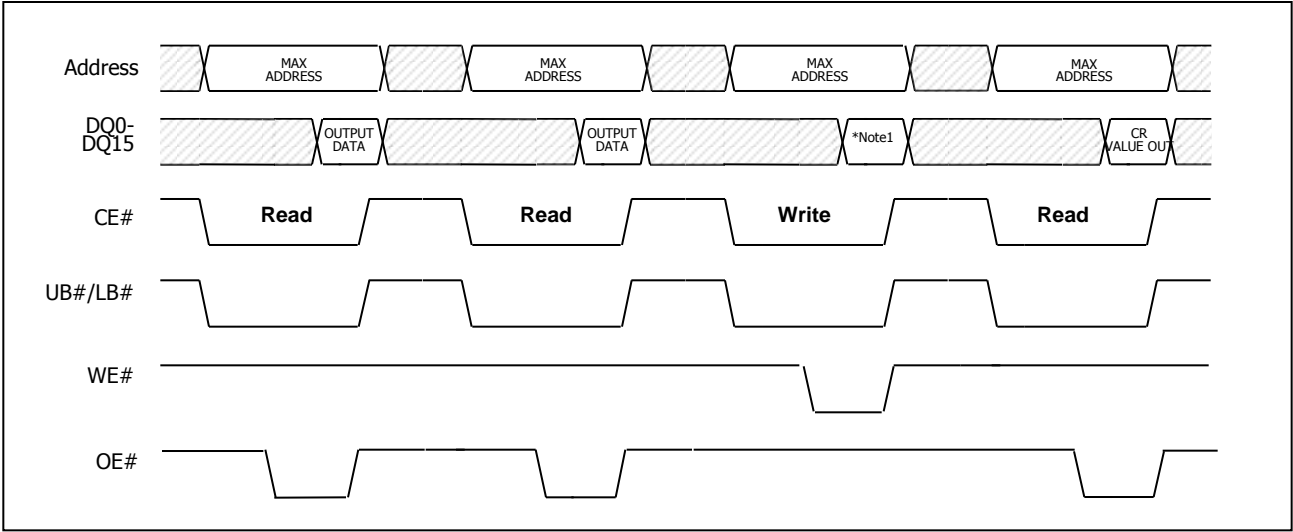 Address
MAX
ADDRESS
MAX
ADDRESS
MAX
ADDRESS
MAX
ADDRESS
DQ0-
DQ15
OUTPUT
DATA
OUTPUT
DATA
*Note1
CR
VALUE OUT
CE#
Read
Read
Write
Read
UB#/LB#
WE#
OE#